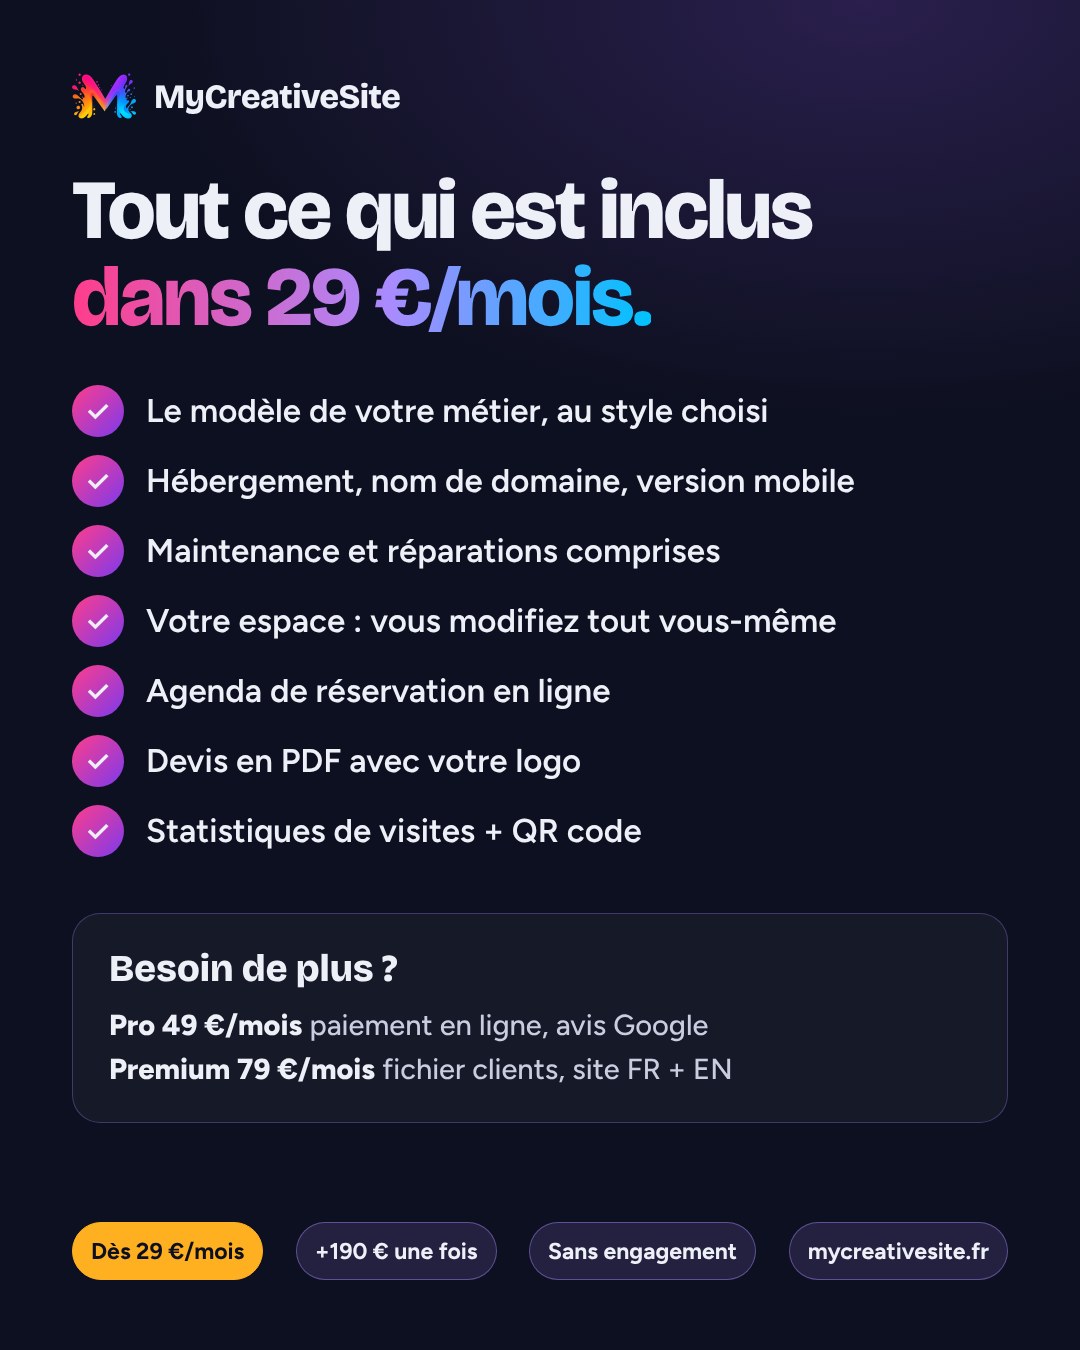 MyCreativeSite
Tout ce qui est inclus
dans 29 €/mois.
Le modèle de votre métier, au style choisi
Hébergement, nom de domaine, version mobile
Maintenance et réparations comprises
Votre espace : vous modifiez tout vous-même
Agenda de réservation en ligne
Devis en PDF avec votre logo
Statistiques de visites + QR code
Besoin de plus ?
Pro 49 €/mois paiement en ligne, avis Google
Premium 79 €/mois fichier clients, site FR + EN
Dès 29 €/mois
+190 € une fois
Sans engagement
mycreativesite.fr